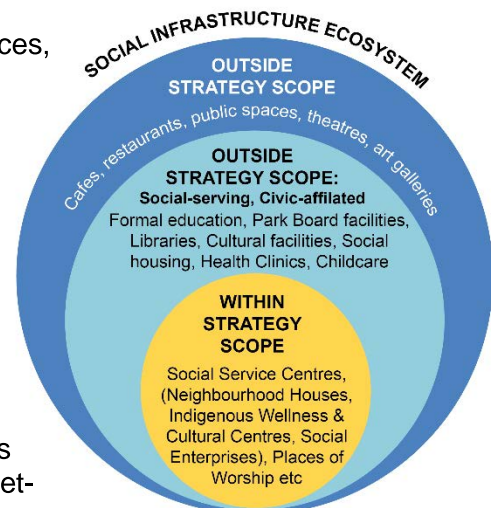 ces,
SOCIAL INFRASTRUCTURE ECOSYSTEM
OUTSIDE
STRATEGY SCOPE
Cafes, restaurants, public spaces, theatres, art galleries
OUTSIDE
STRATEGY SCOPE:
Social-serving, Civic-affilated
Formal education, Park Board facilities,
Libraries, Cultural facilities, Social
housing, Health Clinics, Childcare
WITHIN
STRATEGY
SCOPE
Social Service Centres,
(Neighbourhood Houses,
Indigenous Wellness &
Cultural Centres, Social
Enterprises), Places of
Worship etc
s
et-